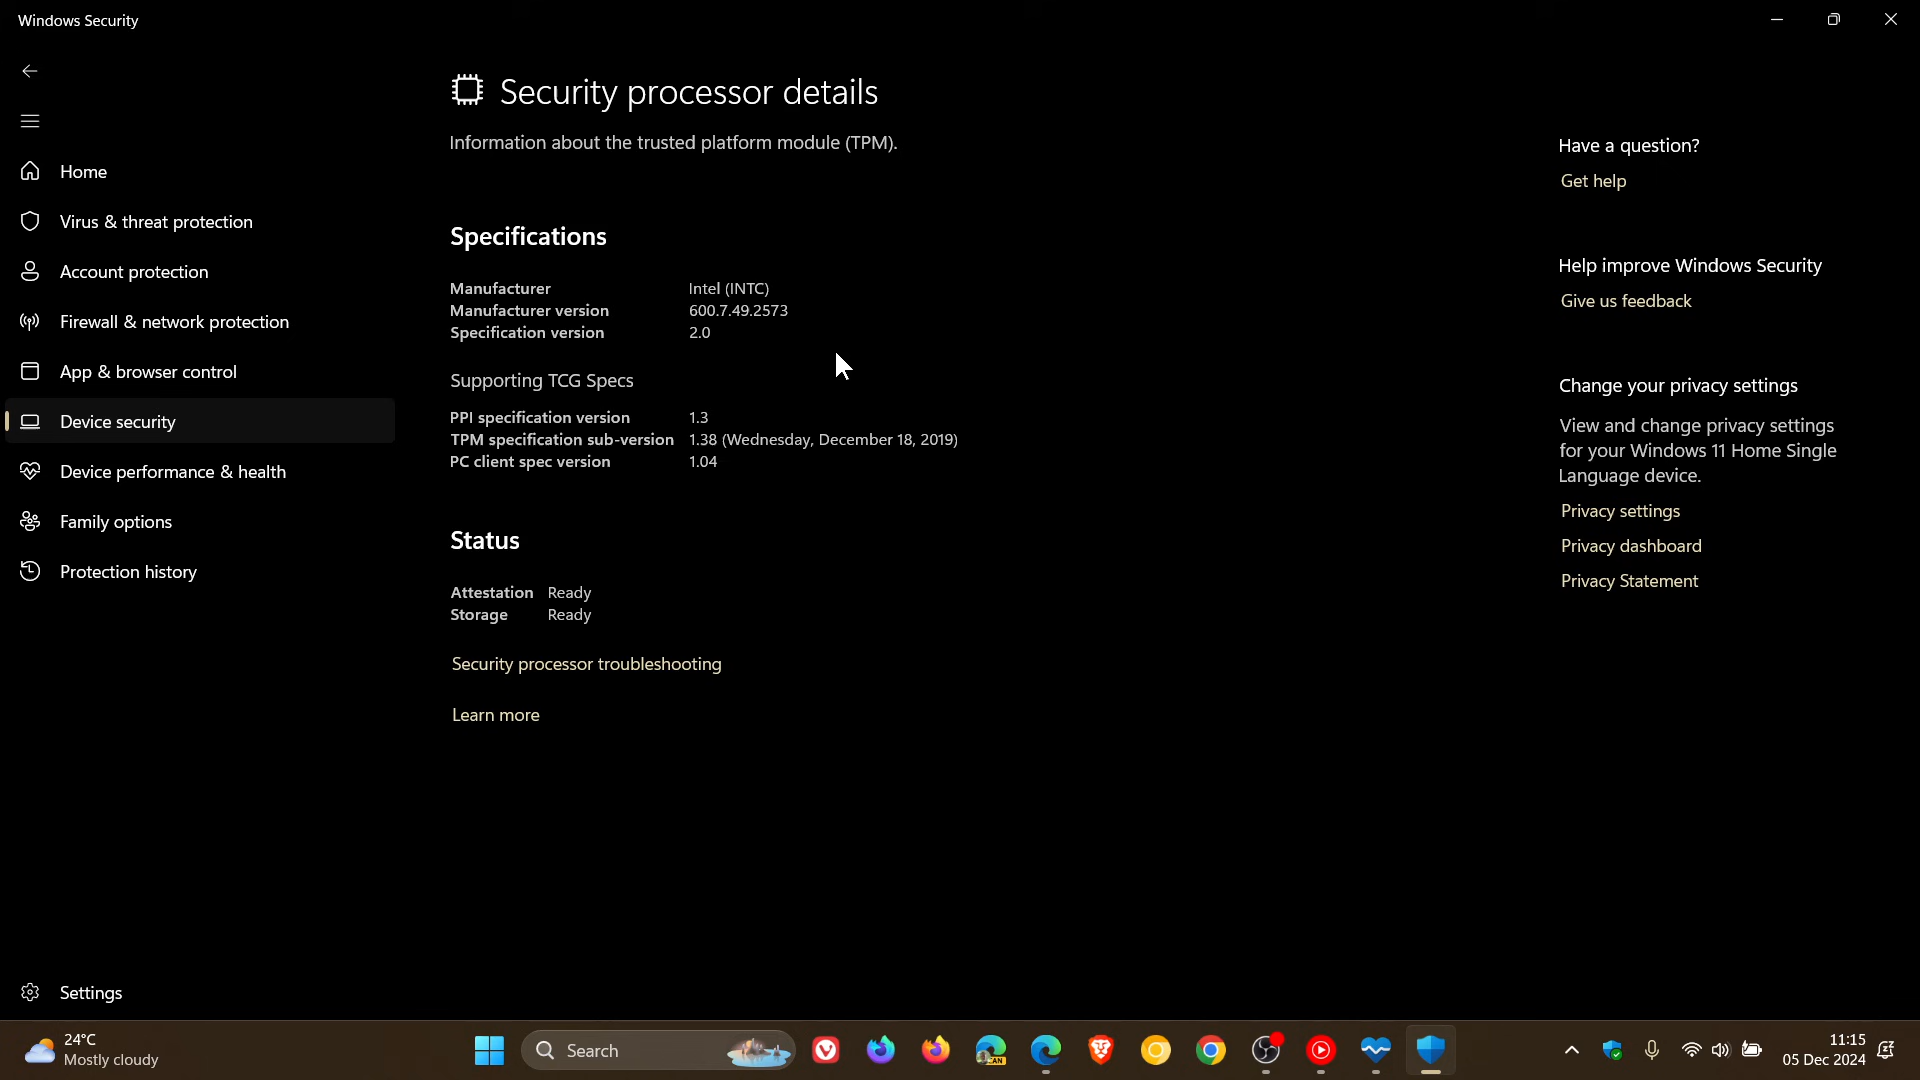 Windows Security
Security processor details
Information about the trusted platform module (TPM).
Home
Virus & threat protection
Account protection
Firewall & network protection
App & browser control
Device security
Device performance & health
Family options
Protection history
Settings
Specifications
Manufacturer Intel (INTC)
Manufacturer version 600.7.49.2573
Specification version 2.0
Supporting TCG Specs
PPI specification version 1.3
TPM specification sub-version 1.38 (Wednesday, December 18, 2019)
PC client spec version 1.04
Status
Attestation Ready
Storage Ready
Security processor troubleshooting
Learn more
Have a question?
Get help
Help improve Windows Security
Give us feedback
Change your privacy settings
View and change privacy settings
for your Windows 11 Home Single
Language device.
Privacy settings
Privacy dashboard
Privacy Statement
24°C
Mostly cloudy
Search
CAN
11:15
05 Dec 2024